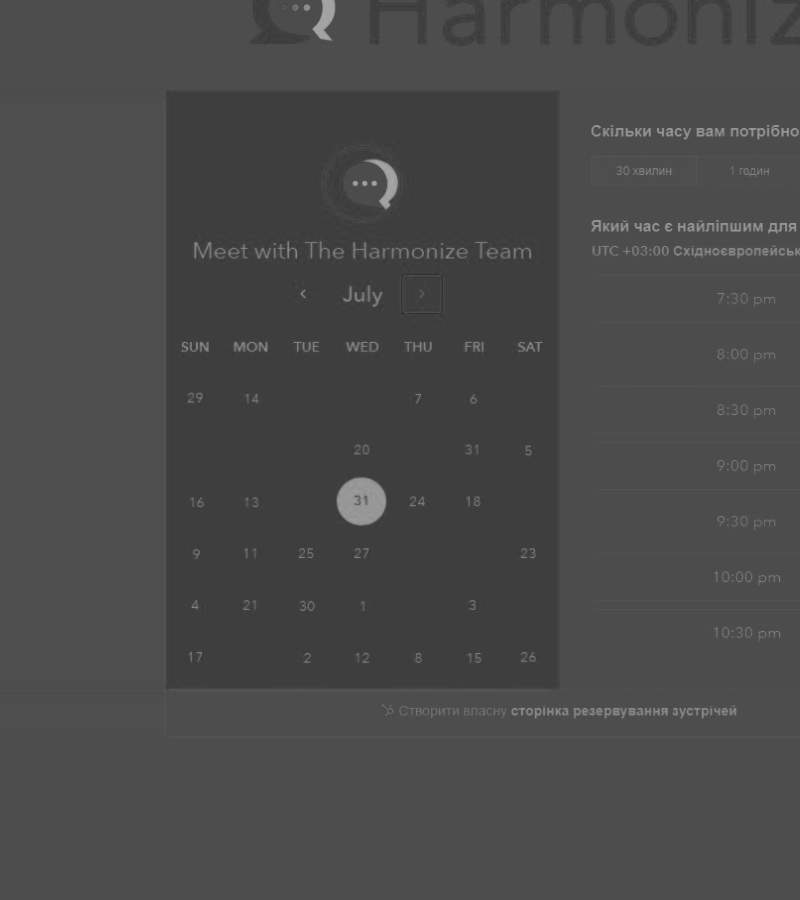 Harmoniz
Meet with The Harmonize Team
July
SUN MON TUE WED THU FRI SAT
29 14 7 6
20 31 5
16 13 31 24 18
9 11 25 27 23
4 21 30 1 3
17 2 12 8 15 26
Скільки часу вам потрібно
30 хвилин 1 годин
Який час є найліпшим для
UTC +03:00 Східноєвропейськ
7:30 pm
8:00 pm
8:30 pm
9:00 pm
9:30 pm
10:00 pm
10:30 pm
Створити власну сторінка резервування зустрічей